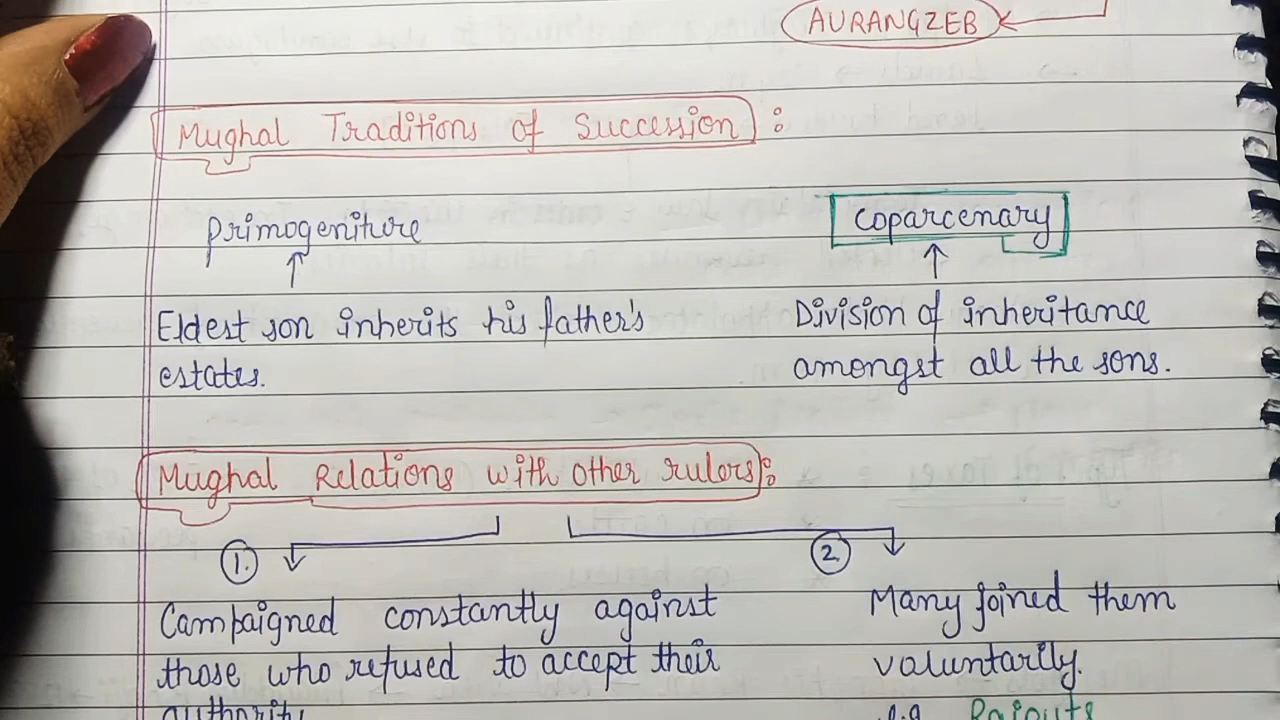 AURANGZEB
Mughal Traditions of Succession :
primogeniture
coparcenary
Eldest son inherits his father's
estates.
Division of inheritance
amongst all the sons.
Mughal Relations with other rulers :
1.
2
Campaigned constantly against
those who refused to accept their
authority
Many joined them
voluntarily.
e.g. Rajputs